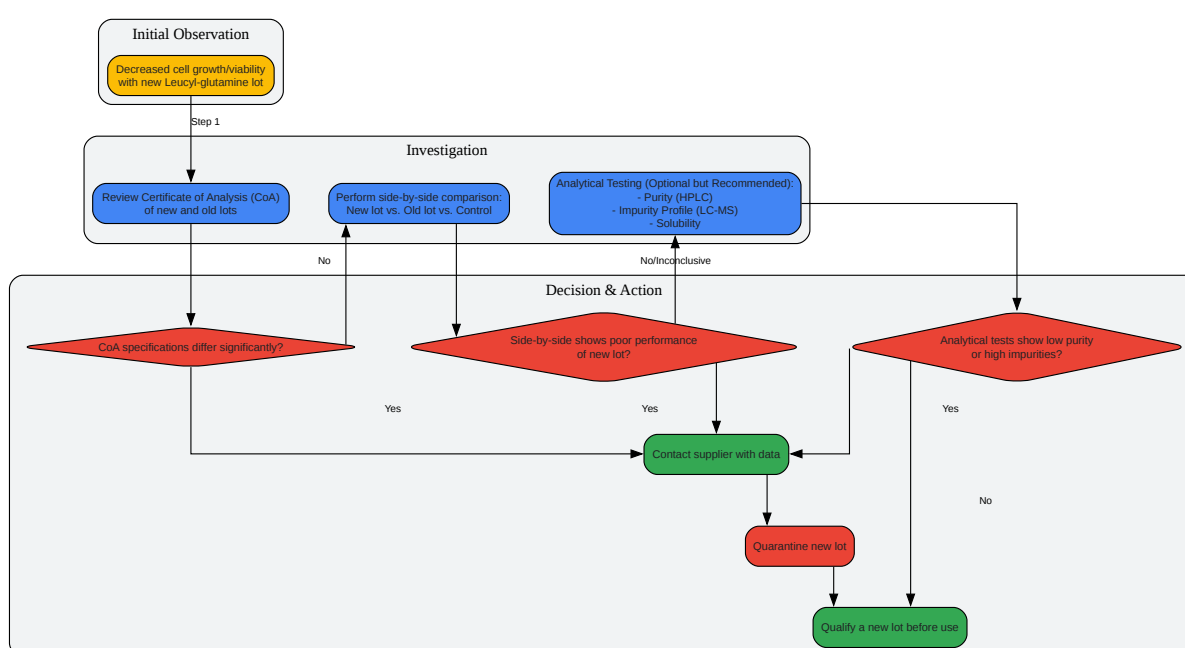 Initial Observation
Decreased cell growth/viability
with new Leucyl-glutamine lot
Step 1
Investigation
Review Certificate of Analysis (CoA)
of new and old lots
Perform side-by-side comparison:
New lot vs. Old lot vs. Control
Analytical Testing (Optional but Recommended):
- Purity (HPLC)
- Impurity Profile (LC-MS)
- Solubility
No
No/Inconclusive
Decision & Action
CoA specifications differ significantly?
Side-by-side shows poor performance
of new lot?
Analytical tests show low purity
or high impurities?
Yes
Yes
Yes
Contact supplier with data
No
Quarantine new lot
Qualify a new lot before use